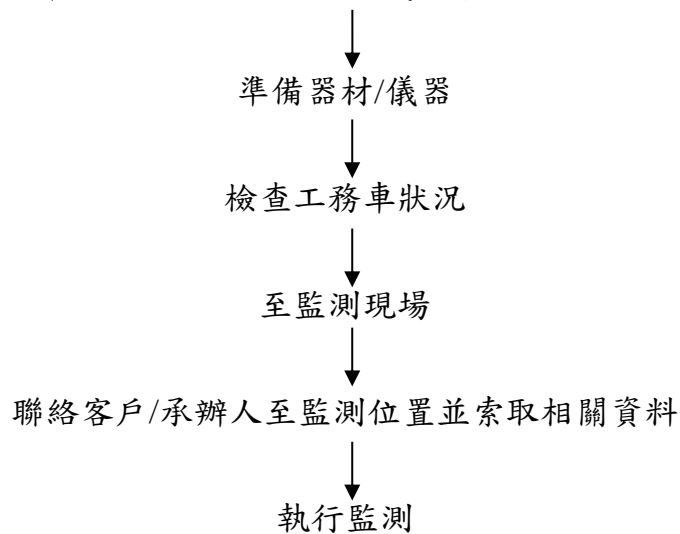 準備器材/儀器
檢查工務車狀況
至監測現場
聯絡客戶/承辦人至監測位置並索取相關資料
執行監測